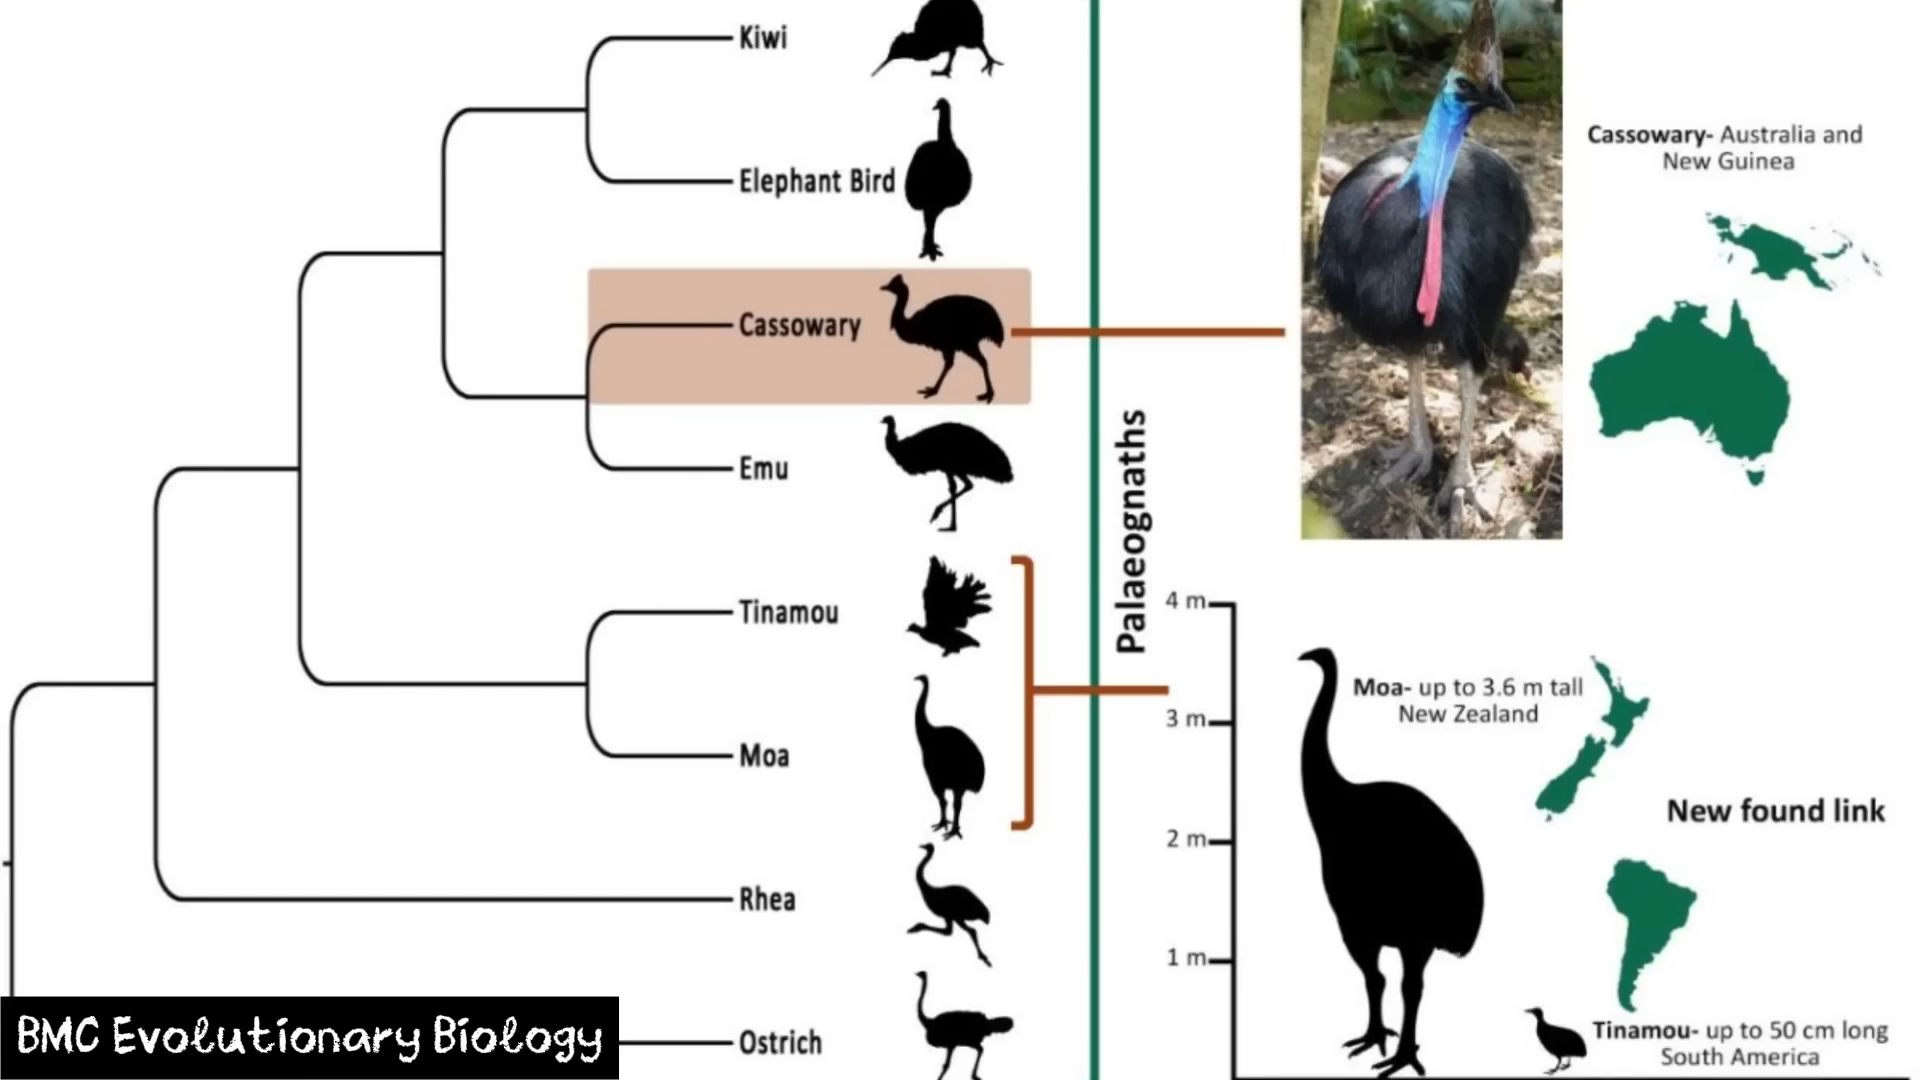 Kiwi
Elephant Bird
Cassowary
Emu
Tinamou
Moa
Rhea
Ostrich
Palaeognaths
Cassowary- Australia and
New Guinea
4 m
3 m
2 m
1 m
Moa- up to 3.6 m tall
New Zealand
New found link
Tinamou- up to 50 cm long
South America
BMC Evolutionary Biology